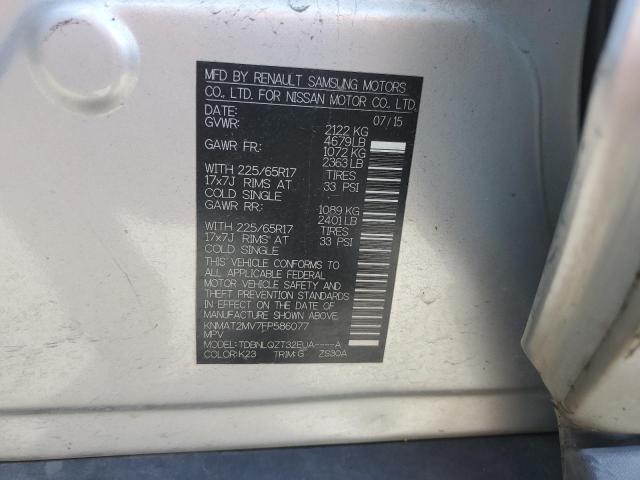 MFD BY RENAULT SAMSUNG MOTORS
CO., LTD. FOR NISSAN MOTOR CO., LTD.
DATE: 07/15
GVWR: 2122 KG
4679LB
GAWR FR: 1072 KG
2363LB
WITH 225/65R17 TIRES
17x7J RIMS AT 33 PSI
COLD SINGLE
GAWR RR: 1089 KG
2401LB
WITH 225/65R17 TIRES
17x7J RIMS AT 33 PSI
COLD SINGLE
THIS VEHICLE CONFORMS TO
ALL APPLICABLE FEDERAL
MOTOR VEHICLE SAFETY AND
THEFT PREVENTION STANDARDS
IN EFFECT ON THE DATE OF
MANUFACTURE SHOWN ABOVE.
KNMAT2MV7FP586077
MPV
MODEL: TDBNLQZT32EUA----A
COLOR: K23 TRIM: G ZS30A